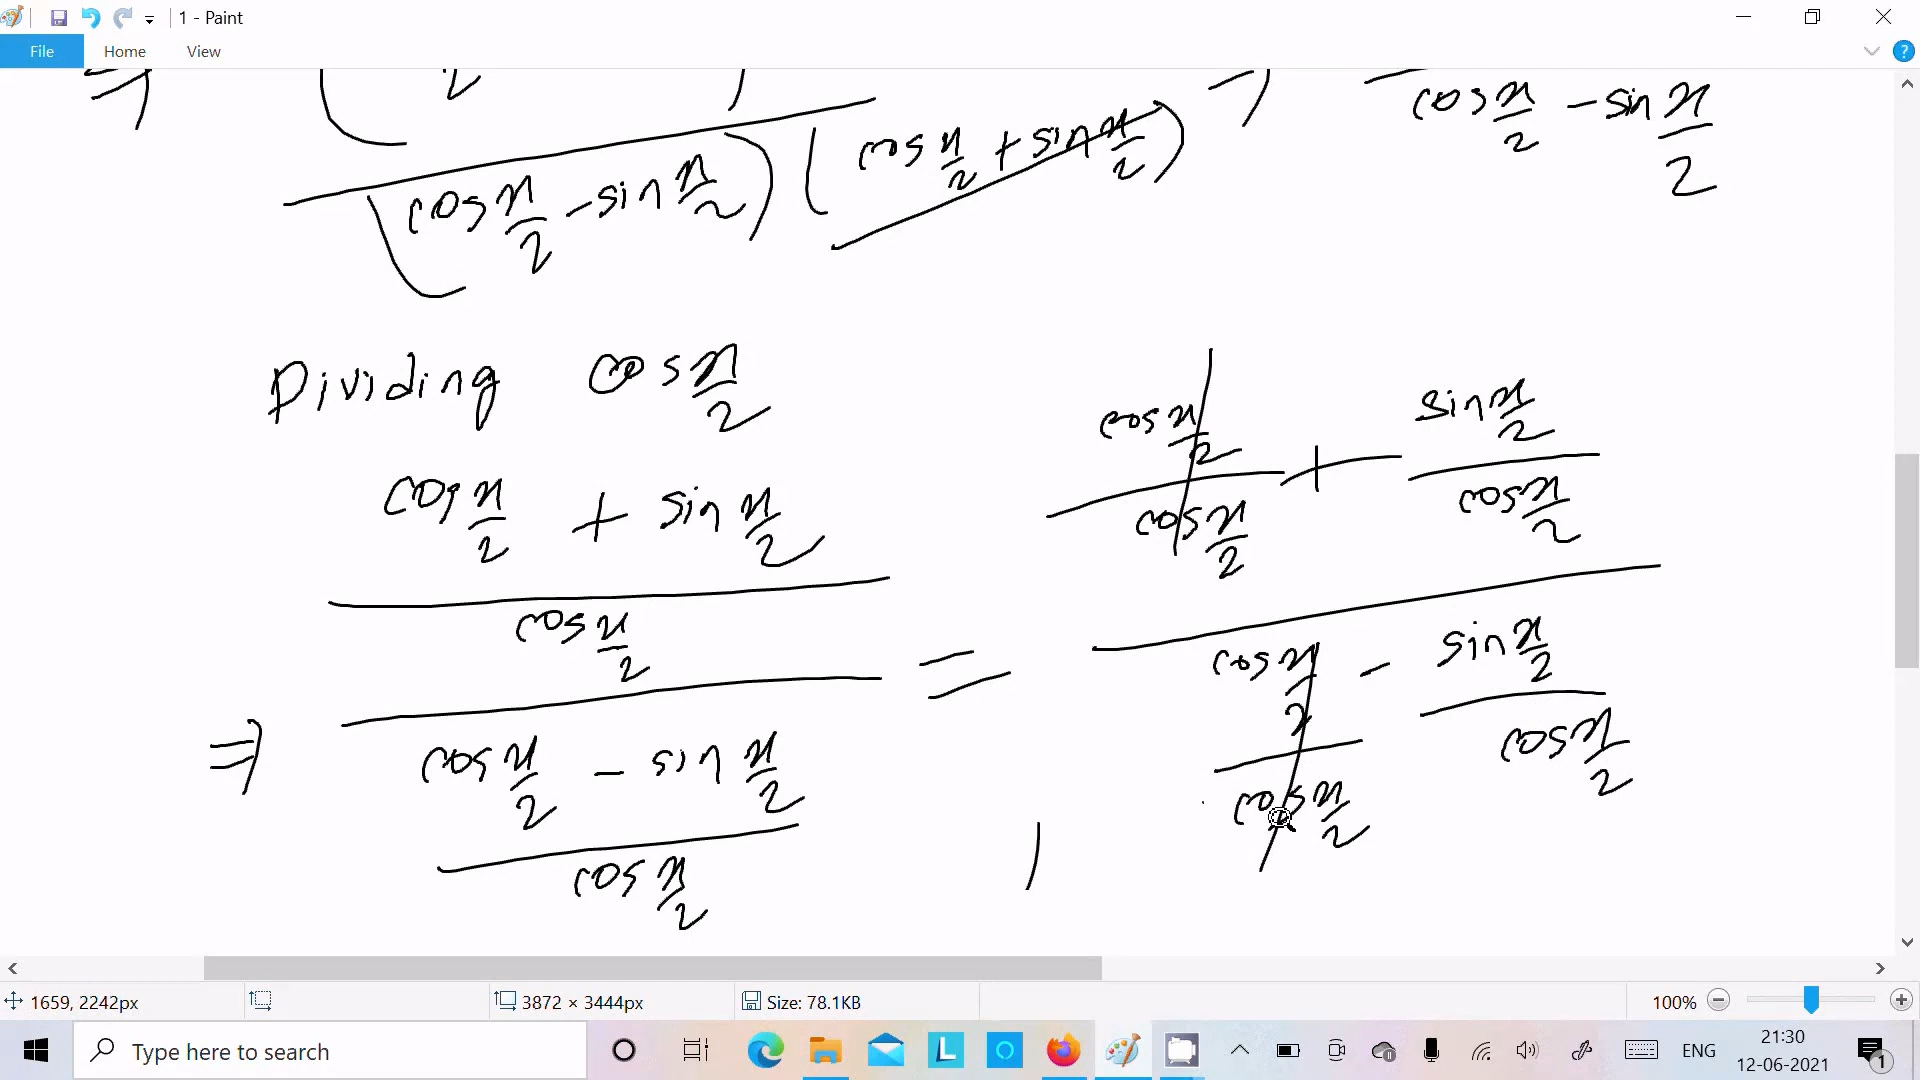 1 - Paint
File Home View
⇒ ( 2 ) ⇒
(cos x/2 - sin x/2) (cos x/2 + sin x/2)
cos x/2 - sin x/2
Dividing cos x/2
cos x/2 + sin x/2
cos x/2
⇒ cos x/2 - sin x/2
cos x/2
=
cos x/2 + sin x/2
cos x/2 cos x/2
cos x/2 - sin x/2
cos x/2 cos x/2
1659, 2242px 3872 × 3444px Size: 78.1KB 100%
Type here to search
L
ENG
21:30
12-06-2021
1